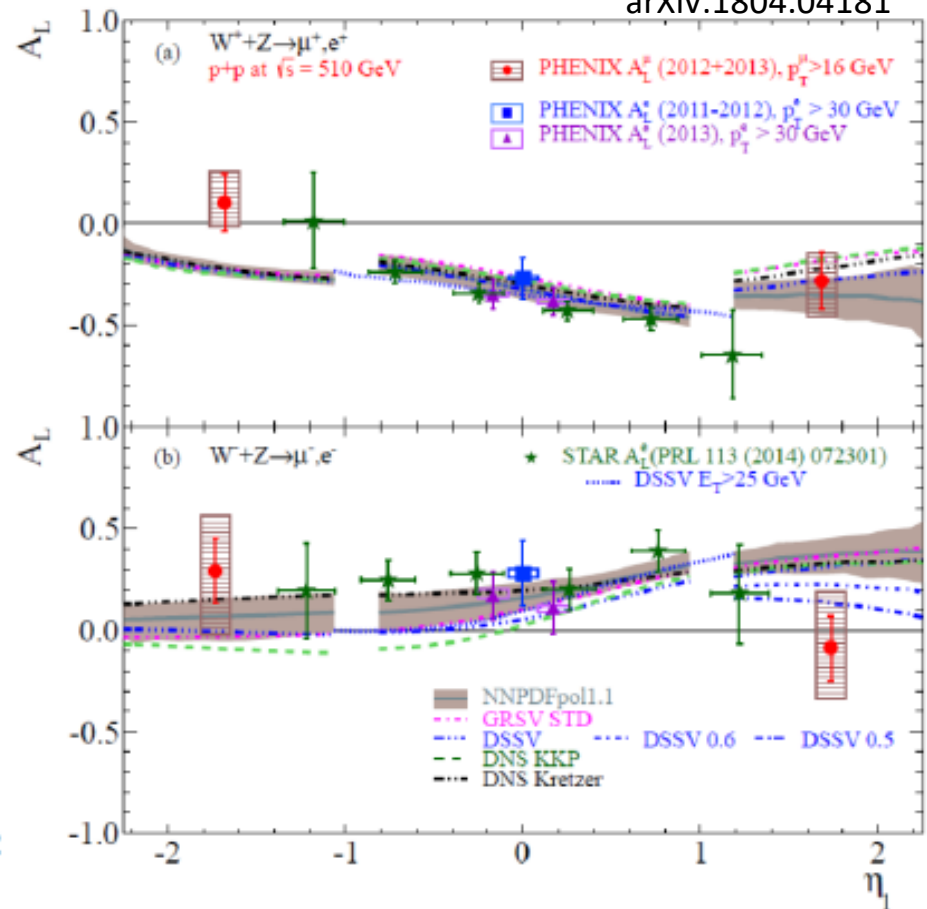 arXiv:1804.04181
A_L
1.0
(a) W⁺+Z→μ⁺,e⁺
p+p at √s = 510 GeV
PHENIX A_L^μ (2012+2013), p_T^μ>16 GeV
PHENIX A_L^e (2011-2012), p_T^e > 30 GeV
PHENIX A_L^e (2013), p_T^e > 30 GeV
0.5
0.0
-0.5
A_L
1.0
(b) W⁻+Z→μ⁻,e⁻
STAR A_L^e(PRL 113 (2014) 072301)
DSSV E_T>25 GeV
0.5
0.0
NNPDFpol1.1
GRSV STD
-0.5
DSSV DSSV 0.6 DSSV 0.5
DNS KKP
DNS Kretzer
-1.0
-2 -1 0 1 2
η_l